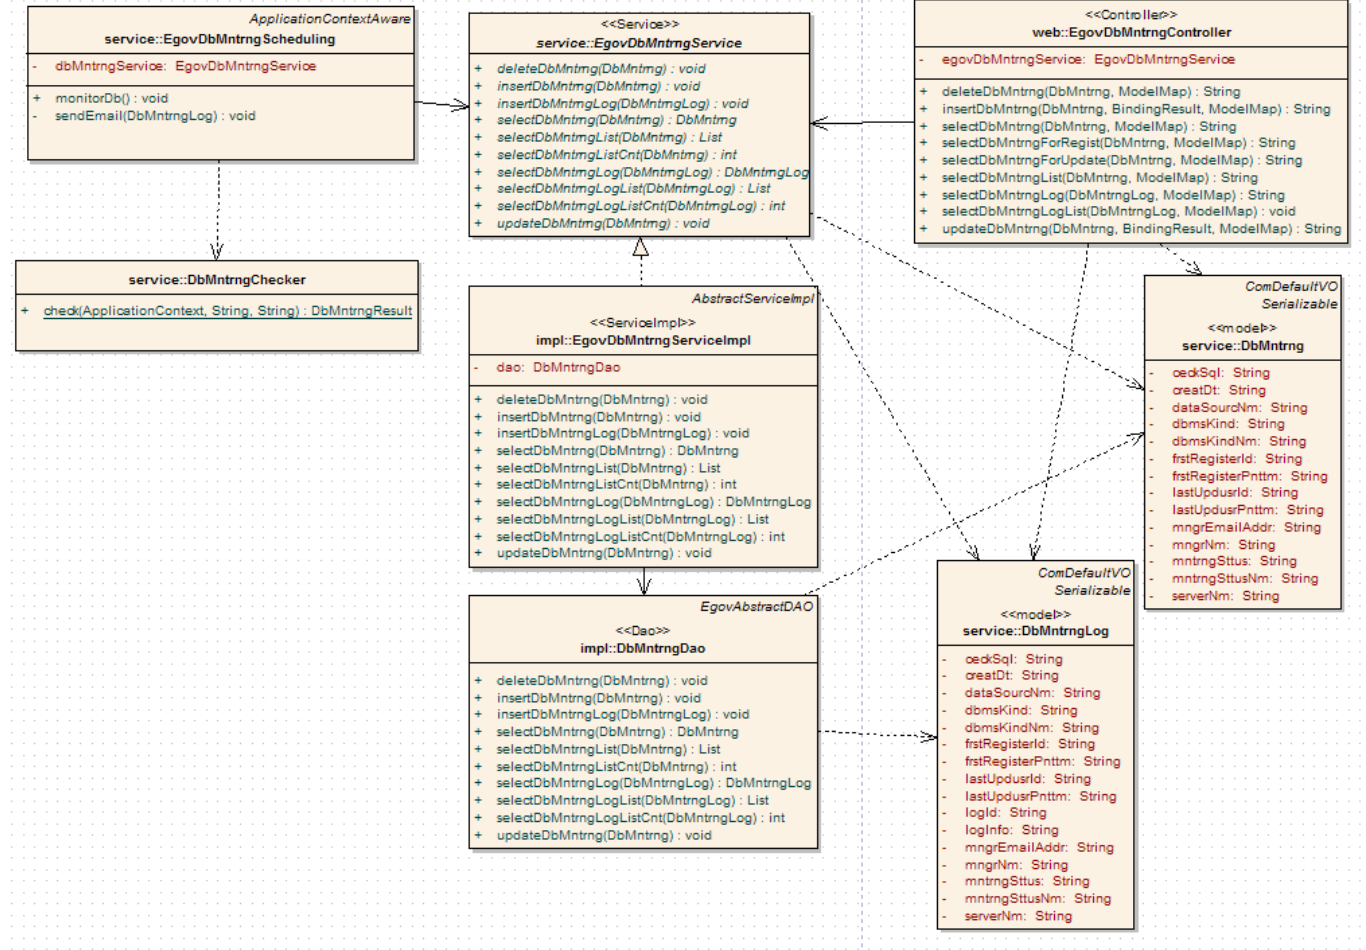 ApplicationContextAware
service::EgovDbMntrngScheduling
- dbMntrngService: EgovDbMntrngService
+ monitorDb() : void
- sendEmail(DbMntrngLog) : void
<<Service>>
service::EgovDbMntrngService
+ deleteDbMntrng(DbMntrng) : void
+ insertDbMntrng(DbMntrng) : void
+ insertDbMntrngLog(DbMntrngLog) : void
+ selectDbMntrng(DbMntrng) : DbMntrng
+ selectDbMntrngList(DbMntrng) : List
+ selectDbMntrngListCnt(DbMntrng) : int
+ selectDbMntrngLog(DbMntrngLog) : DbMntrngLog
+ selectDbMntrngLogList(DbMntrngLog) : List
+ selectDbMntrngLogListCnt(DbMntrngLog) : int
+ updateDbMntrng(DbMntrng) : void
<<Controller>>
web::EgovDbMntrngController
- egovDbMntrngService: EgovDbMntrngService
+ deleteDbMntrng(DbMntrng, ModelMap) : String
+ insertDbMntrng(DbMntrng, BindingResult, ModelMap) : String
+ selectDbMntrng(DbMntrng, ModelMap) : String
+ selectDbMntrngForRegist(DbMntrng, ModelMap) : String
+ selectDbMntrngForUpdate(DbMntrng, ModelMap) : String
+ selectDbMntrngList(DbMntrng, ModelMap) : String
+ selectDbMntrngLog(DbMntrngLog, ModelMap) : String
+ selectDbMntrngLogList(DbMntrngLog, ModelMap) : void
+ updateDbMntrng(DbMntrng, BindingResult, ModelMap) : String
service::DbMntrngChecker
+ check(ApplicationContext, String, String) : DbMntrngResult
AbstractServiceImpl
<<ServiceImpl>>
impl::EgovDbMntrngServiceImpl
- dao: DbMntrngDao
+ deleteDbMntrng(DbMntrng) : void
+ insertDbMntrng(DbMntrng) : void
+ insertDbMntrngLog(DbMntrngLog) : void
+ selectDbMntrng(DbMntrng) : DbMntrng
+ selectDbMntrngList(DbMntrng) : List
+ selectDbMntrngListCnt(DbMntrng) : int
+ selectDbMntrngLog(DbMntrngLog) : DbMntrngLog
+ selectDbMntrngLogList(DbMntrngLog) : List
+ selectDbMntrngLogListCnt(DbMntrngLog) : int
+ updateDbMntrng(DbMntrng) : void
ComDefaultVO
Serializable
<<model>>
service::DbMntrng
- ceckSql: String
- creatDt: String
- dataSourcNm: String
- dbmsKind: String
- dbmsKindNm: String
- frstRegisterId: String
- frstRegisterPnttm: String
- lastUpdusrId: String
- lastUpdusrPnttm: String
- mngrEmailAddr: String
- mngrNm: String
- mntrngSttus: String
- mntrngSttusNm: String
- serverNm: String
EgovAbstractDAO
<<Dao>>
impl::DbMntrngDao
+ deleteDbMntrng(DbMntrng) : void
+ insertDbMntrng(DbMntrng) : void
+ insertDbMntrngLog(DbMntrngLog) : void
+ selectDbMntrng(DbMntrng) : DbMntrng
+ selectDbMntrngList(DbMntrng) : List
+ selectDbMntrngListCnt(DbMntrng) : int
+ selectDbMntrngLog(DbMntrngLog) : DbMntrngLog
+ selectDbMntrngLogList(DbMntrngLog) : List
+ selectDbMntrngLogListCnt(DbMntrngLog) : int
+ updateDbMntrng(DbMntrng) : void
ComDefaultVO
Serializable
<<model>>
service::DbMntrngLog
- ceckSql: String
- creatDt: String
- dataSourcNm: String
- dbmsKind: String
- dbmsKindNm: String
- frstRegisterId: String
- frstRegisterPnttm: String
- lastUpdusrId: String
- lastUpdusrPnttm: String
- logId: String
- logInfo: String
- mngrEmailAddr: String
- mngrNm: String
- mntrngSttus: String
- mntrngSttusNm: String
- serverNm: String